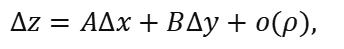 Δz = AΔx + BΔy + o(ρ),